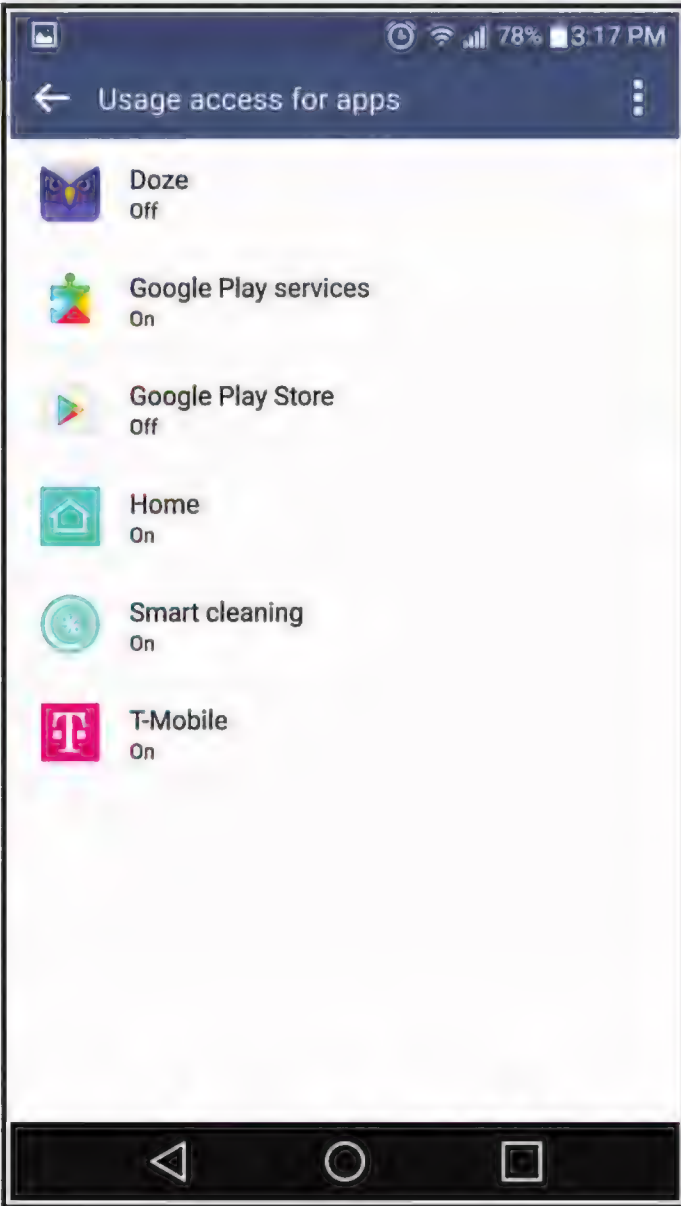 78% 3:17 PM
Usage access for apps
Doze
Off
Google Play services
On
Google Play Store
Off
Home
On
Smart cleaning
On
T
T-Mobile
On